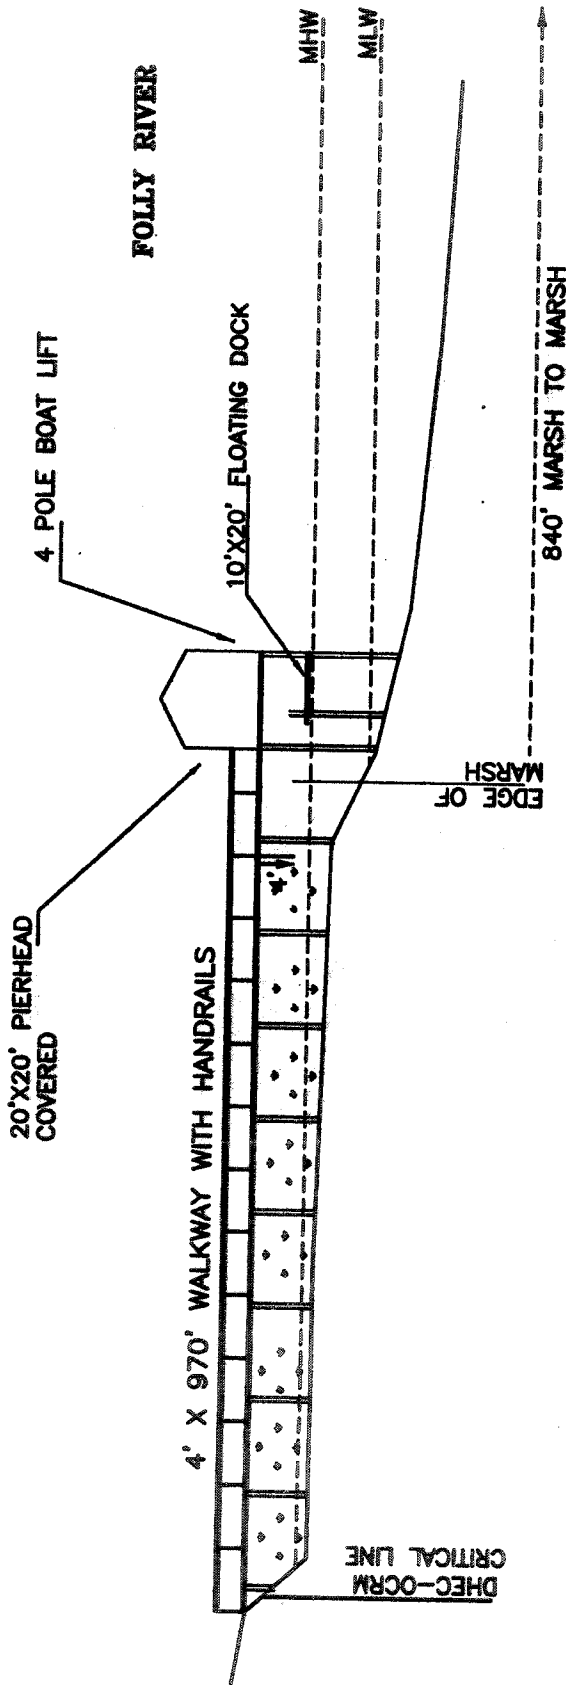 FOLLY RIVER
MHW
MLW
4 POLE BOAT LIFT
10'X20' FLOATING DOCK
20'X20' PIERHEAD
COVERED
4' X 970' WALKWAY WITH HANDRAILS
4'
EDGE OF
MARSH
840' MARSH TO MARSH
DHEC-OCRM
CRITICAL LINE